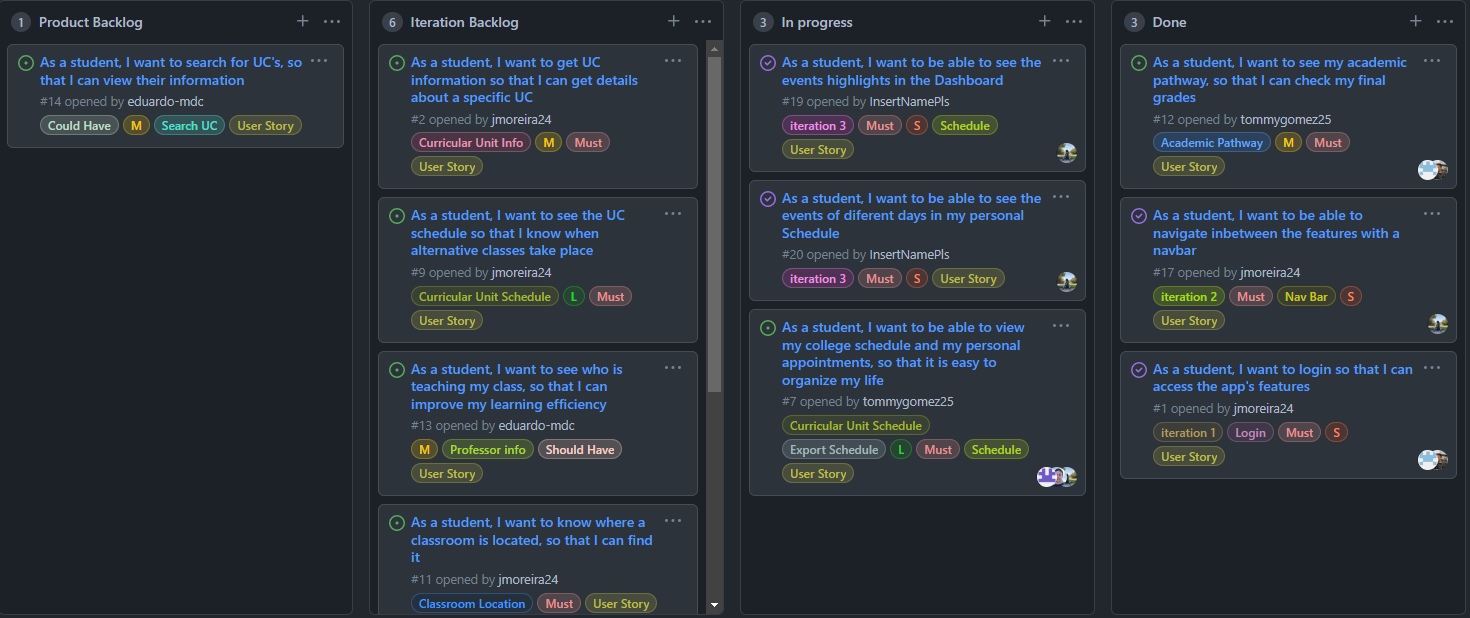 1 Product Backlog
As a student, I want to search for UC's, so
that I can view their information
#14 opened by eduardo-mdc
Could Have M Search UC User Story
6 Iteration Backlog
As a student, I want to get UC
information so that I can get details
about a specific UC
#2 opened by jmoreira24
Curricular Unit Info M Must
User Story
As a student, I want to see the UC
schedule so that I know when
alternative classes take place
#9 opened by jmoreira24
Curricular Unit Schedule L Must
User Story
As a student, I want to see who is
teaching my class, so that I can
improve my learning efficiency
#13 opened by eduardo-mdc
M Professor info Should Have
User Story
As a student, I want to know where a
classroom is located, so that I can find
it
#11 opened by jmoreira24
Classroom Location Must User Story
3 In progress
As a student, I want to be able to see the
events highlights in the Dashboard
#19 opened by InsertNamePls
iteration 3 Must S Schedule
User Story
As a student, I want to be able to see the
events of diferent days in my personal
Schedule
#20 opened by InsertNamePls
iteration 3 Must S User Story
As a student, I want to be able to view
my college schedule and my personal
appointments, so that it is easy to
organize my life
#7 opened by tommygomez25
Curricular Unit Schedule
Export Schedule L Must Schedule
User Story
3 Done
As a student, I want to see my academic
pathway, so that I can check my final
grades
#12 opened by tommygomez25
Academic Pathway M Must
User Story
As a student, I want to be able to
navigate inbetween the features with a
navbar
#17 opened by jmoreira24
iteration 2 Must Nav Bar S
User Story
As a student, I want to login so that I can
access the app's features
#1 opened by jmoreira24
iteration 1 Login Must S
User Story